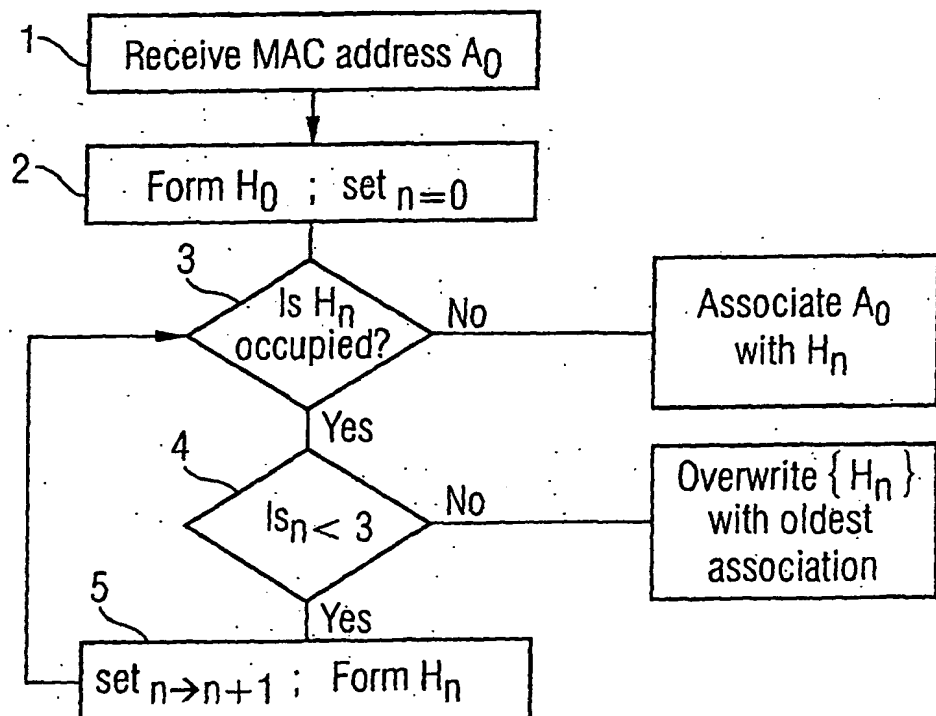 1
Receive MAC address A0
2
Form H0 ; set n=0
3
Is Hn
occupied?
No
Associate A0
with Hn
Yes
4
Is n < 3
No
Overwrite {Hn}
with oldest
association
Yes
5
set n→n+1 ; Form Hn